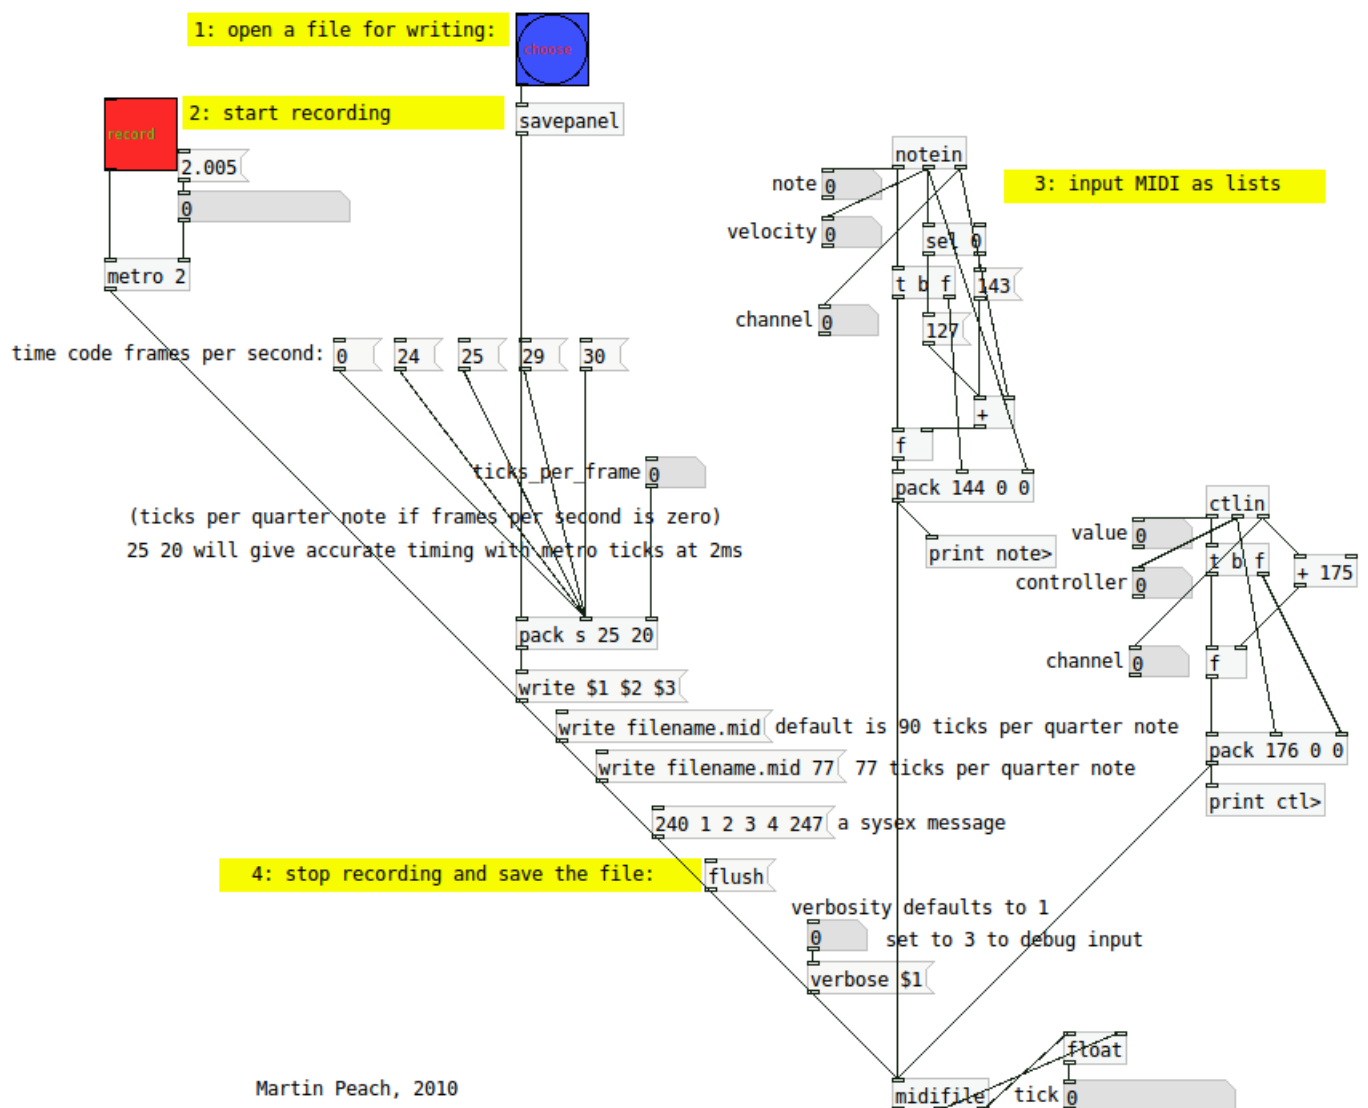 1: open a file for writing:
choose
record
2: start recording
savepanel
2.005
0
metro 2
notein
3: input MIDI as lists
note 0
velocity 0
sel 0
t b f
143
channel 0
127
time code frames per second: 0 24 25 29 30
+
f
ticks_per_frame 0
pack 144 0 0
(ticks per quarter note if frames per second is zero)
25 20 will give accurate timing with metro ticks at 2ms
print note>
ctlin
value 0
t b f
controller 0
+ 175
pack s 25 20
channel 0
f
write $1 $2 $3
write filename.mid default is 90 ticks per quarter note
pack 176 0 0
write filename.mid 77 77 ticks per quarter note
print ctl>
240 1 2 3 4 247 a sysex message
4: stop recording and save the file: flush
verbosity defaults to 1
0 set to 3 to debug input
verbose $1
float
Martin Peach, 2010
midifile
tick 0